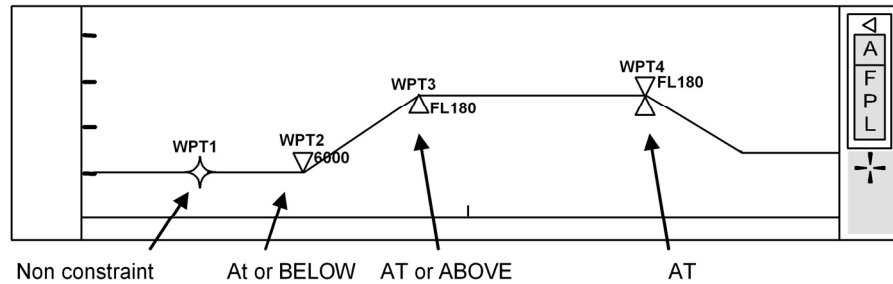 WPT1
WPT2
6000
WPT3
FL180
WPT4
FL180
A
F
P
L
Non constraint
At or BELOW
AT or ABOVE
AT